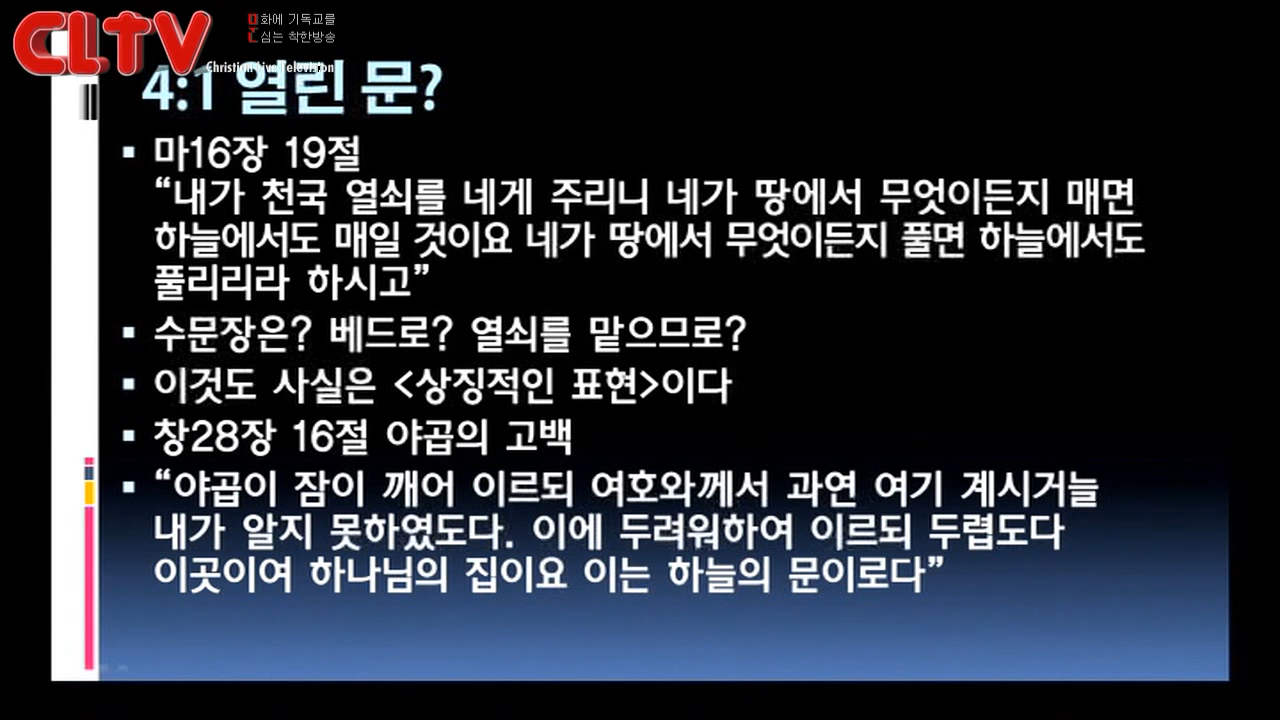 CLTV
문화에 기독교를
심는 착한방송
Christian Live Television
4:1 열린 문?
▪ 마16장 19절
“내가 천국 열쇠를 네게 주리니 네가 땅에서 무엇이든지 매면
하늘에서도 매일 것이요 네가 땅에서 무엇이든지 풀면 하늘에서도
풀리리라 하시고”
▪ 수문장은? 베드로? 열쇠를 맡으므로?
▪ 이것도 사실은 <상징적인 표현>이다
▪ 창28장 16절 야곱의 고백
▪ “야곱이 잠이 깨어 이르되 여호와께서 과연 여기 계시거늘
내가 알지 못하였도다. 이에 두려워하여 이르되 두렵도다
이곳이여 하나님의 집이요 이는 하늘의 문이로다”